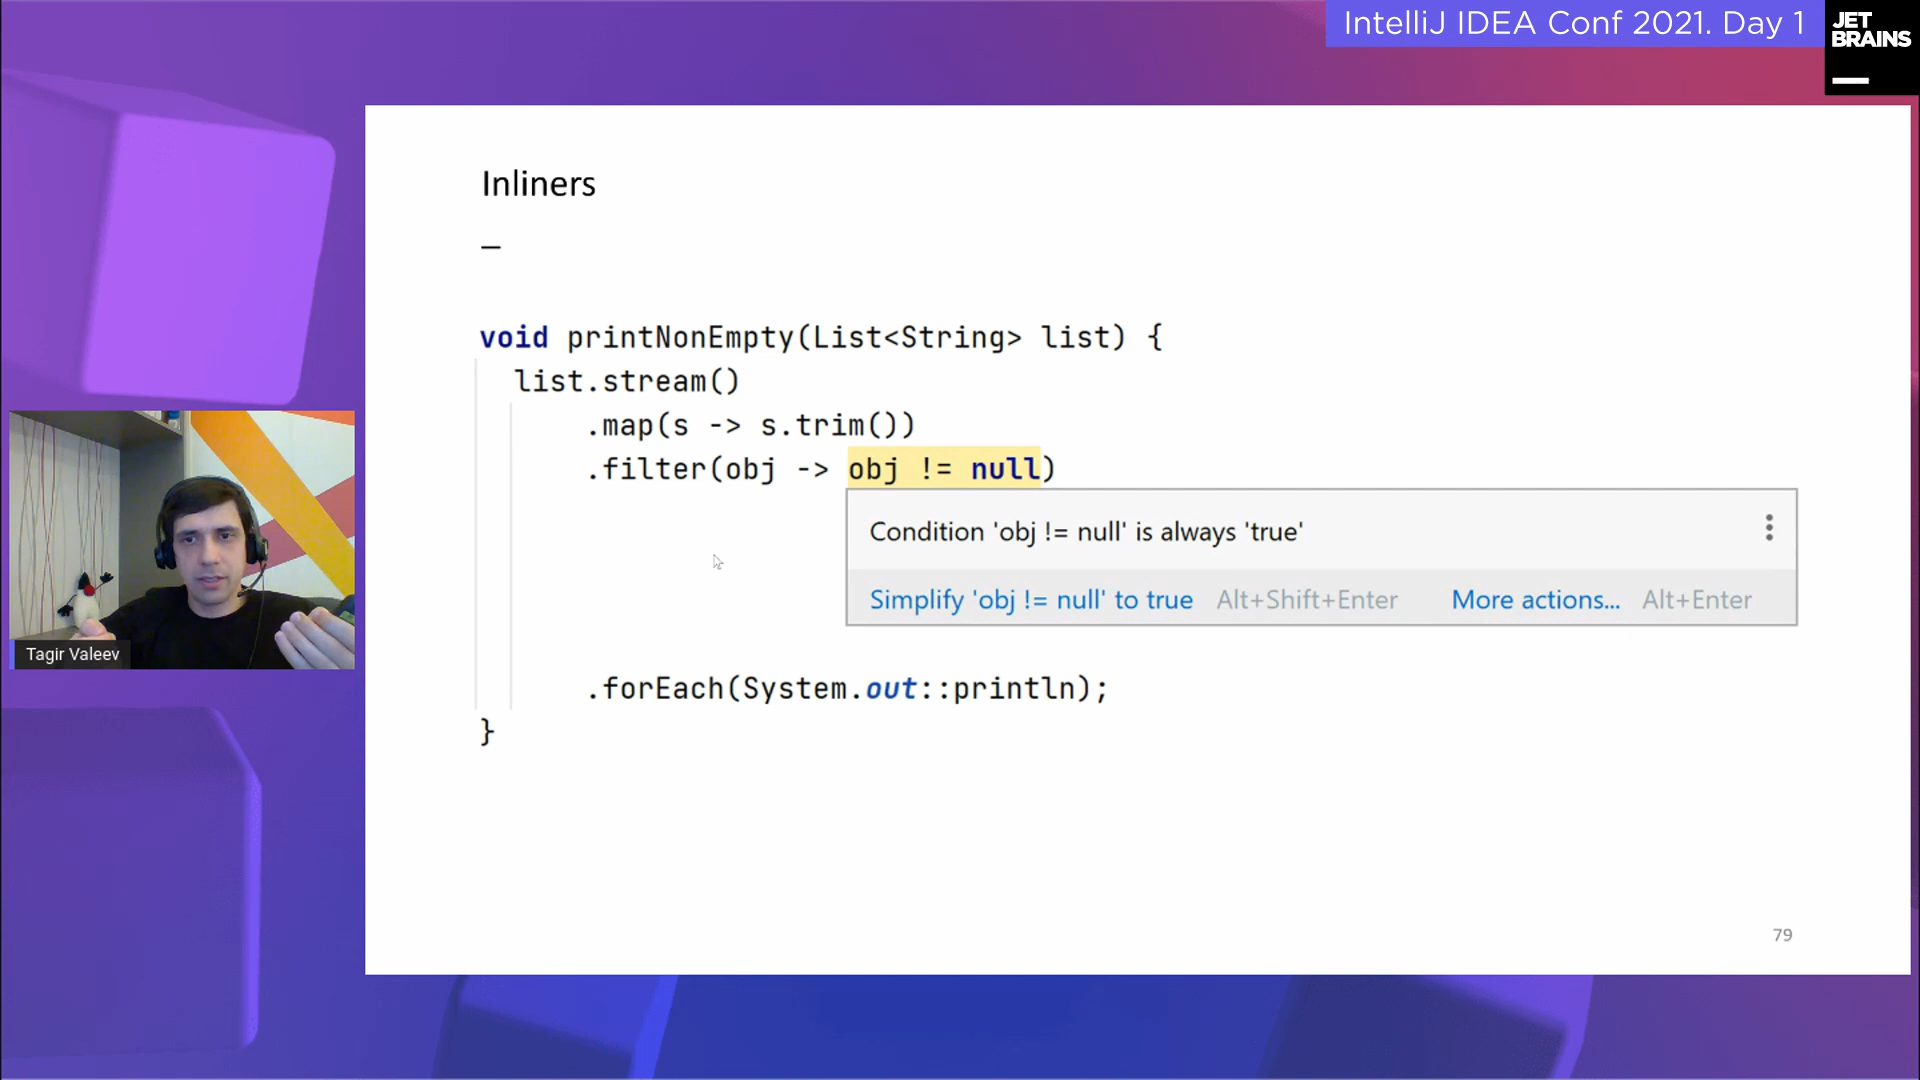 IntelliJ IDEA Conf 2021. Day 1
JET
BRAINS
Inliners
–
void printNonEmpty(List<String> list) {
list.stream()
.map(s -> s.trim())
.filter(obj -> obj != null)
Condition 'obj != null' is always 'true'
Simplify 'obj != null' to true Alt+Shift+Enter More actions... Alt+Enter
.forEach(System.out::println);
}
Tagir Valeev
79